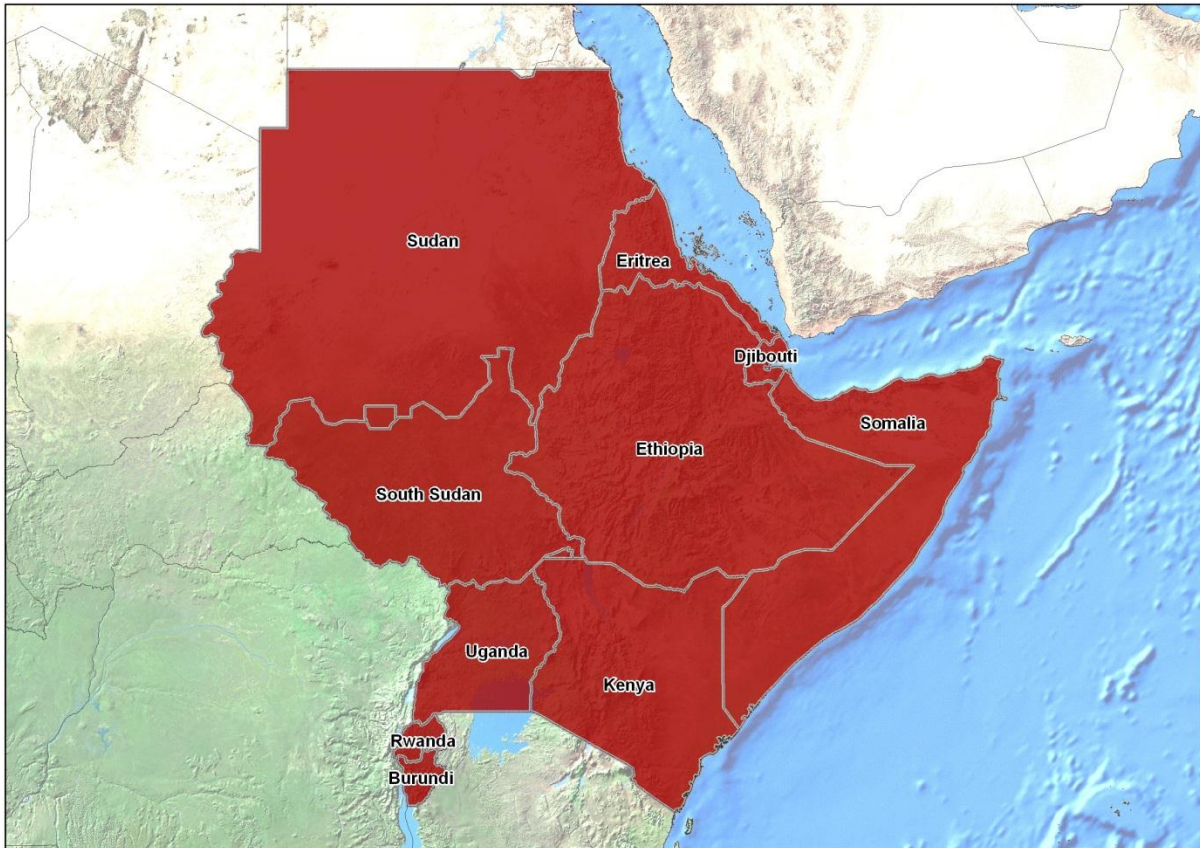 Sudan
Eritrea
Djibouti
Somalia
Ethiopia
South Sudan
Uganda
Kenya
Rwanda
Burundi